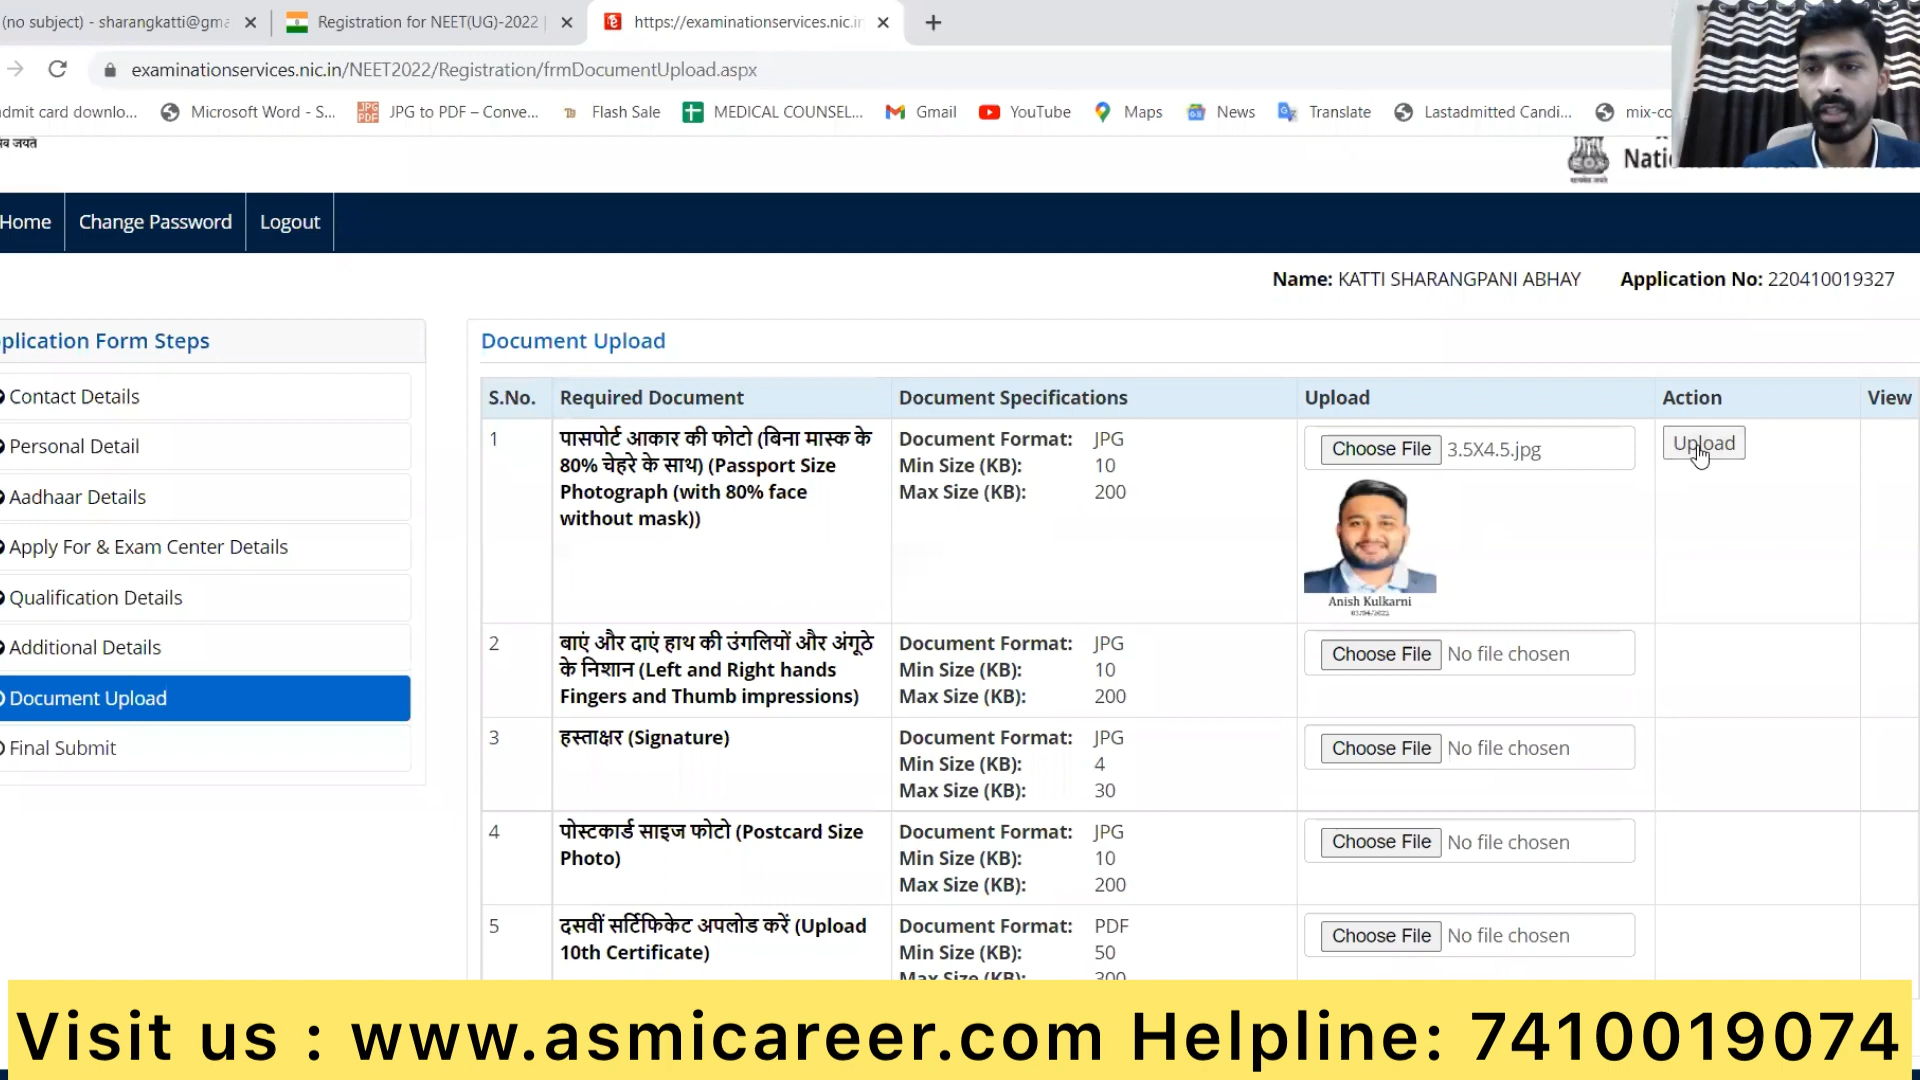 (no subject) - sharangkatti@gma
Registration for NEET(UG)-2022
https://examinationservices.nic.in
examinationservices.nic.in/NEET2022/Registration/frmDocumentUpload.aspx
dmit card downlo... Microsoft Word - S... JPG to PDF – Conve... Flash Sale MEDICAL COUNSEL... Gmail YouTube Maps News Translate Lastadmitted Candi... mix-co
जयते
Home Change Password Logout
Name: KATTI SHARANGPANI ABHAY Application No: 220410019327
plication Form Steps
Contact Details
Personal Detail
Aadhaar Details
Apply For & Exam Center Details
Qualification Details
Additional Details
Document Upload
Final Submit
Document Upload
S.No. Required Document Document Specifications Upload Action View
1 पासपोर्ट आकार की फोटो (बिना मास्क के Document Format: JPG Choose File 3.5X4.5.jpg Upload
80% चेहरे के साथ) (Passport Size Min Size (KB): 10
Photograph (with 80% face Max Size (KB): 200
without mask))
Anish Kulkarni
03/04/2022
2 बाएं और दाएं हाथ की उंगलियों और अंगूठे Document Format: JPG Choose File No file chosen
के निशान (Left and Right hands Min Size (KB): 10
Fingers and Thumb impressions) Max Size (KB): 200
3 हस्ताक्षर (Signature) Document Format: JPG Choose File No file chosen
Min Size (KB): 4
Max Size (KB): 30
4 पोस्टकार्ड साइज फोटो (Postcard Size Document Format: JPG Choose File No file chosen
Photo) Min Size (KB): 10
Max Size (KB): 200
5 दसवीं सर्टिफिकेट अपलोड करें (Upload Document Format: PDF Choose File No file chosen
10th Certificate) Min Size (KB): 50
Max Size (KB): 300
Visit us : www.asmicareer.com Helpline: 7410019074